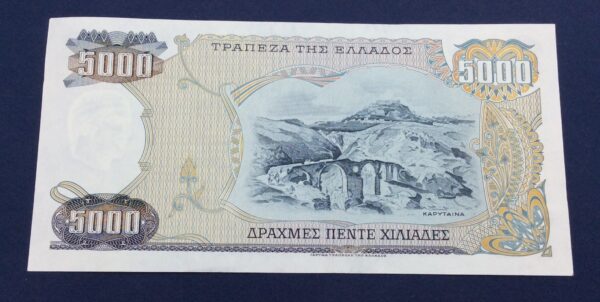 ΤΡΑΠΕΖΑ ΤΗΣ ΕΛΛΑΔΟΣ
5000
5000
ΚΑΡΥΤΑΙΝΑ
5000
ΔΡΑΧΜΕΣ ΠΕΝΤΕ ΧΙΛΙΑΔΕΣ